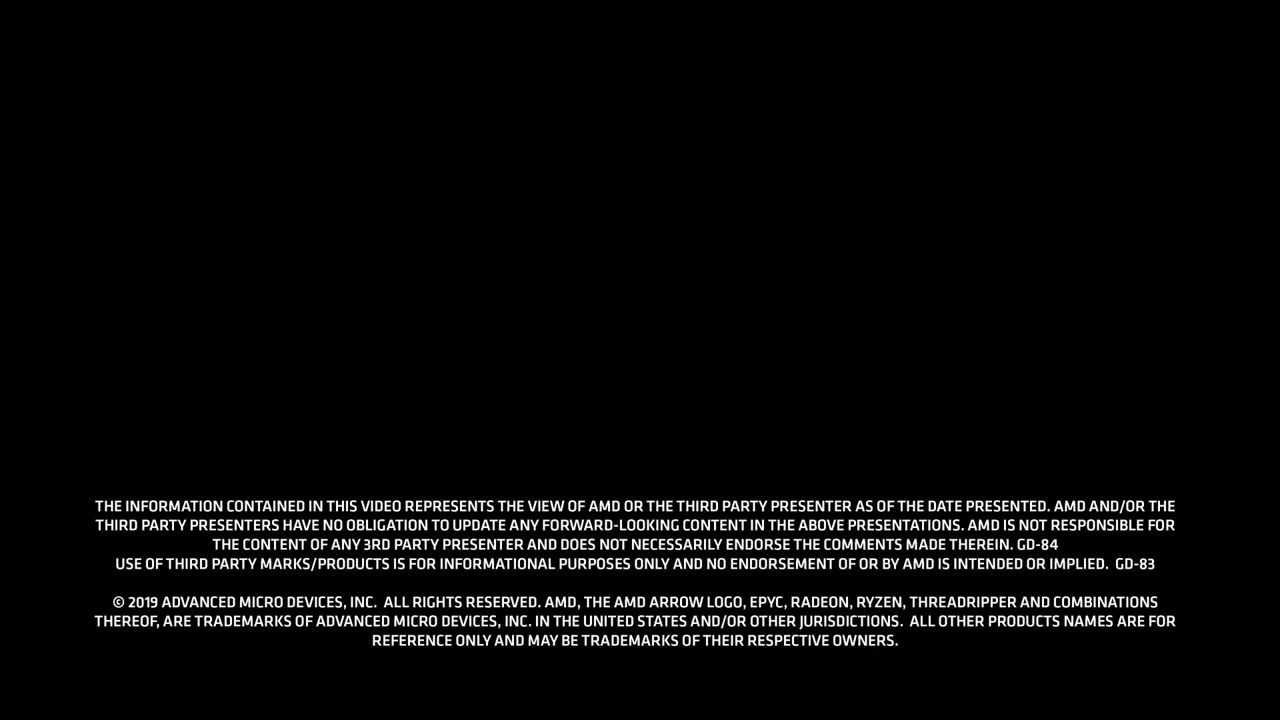 THE INFORMATION CONTAINED IN THIS VIDEO REPRESENTS THE VIEW OF AMD OR THE THIRD PARTY PRESENTER AS OF THE DATE PRESENTED. AMD AND/OR THE
THIRD PARTY PRESENTERS HAVE NO OBLIGATION TO UPDATE ANY FORWARD-LOOKING CONTENT IN THE ABOVE PRESENTATIONS. AMD IS NOT RESPONSIBLE FOR
THE CONTENT OF ANY 3RD PARTY PRESENTER AND DOES NOT NECESSARILY ENDORSE THE COMMENTS MADE THEREIN. GD-84
USE OF THIRD PARTY MARKS/PRODUCTS IS FOR INFORMATIONAL PURPOSES ONLY AND NO ENDORSEMENT OF OR BY AMD IS INTENDED OR IMPLIED.  GD-83
© 2019 ADVANCED MICRO DEVICES, INC.  ALL RIGHTS RESERVED. AMD, THE AMD ARROW LOGO, EPYC, RADEON, RYZEN, THREADRIPPER AND COMBINATIONS
THEREOF, ARE TRADEMARKS OF ADVANCED MICRO DEVICES, INC. IN THE UNITED STATES AND/OR OTHER JURISDICTIONS.  ALL OTHER PRODUCTS NAMES ARE FOR
REFERENCE ONLY AND MAY BE TRADEMARKS OF THEIR RESPECTIVE OWNERS.